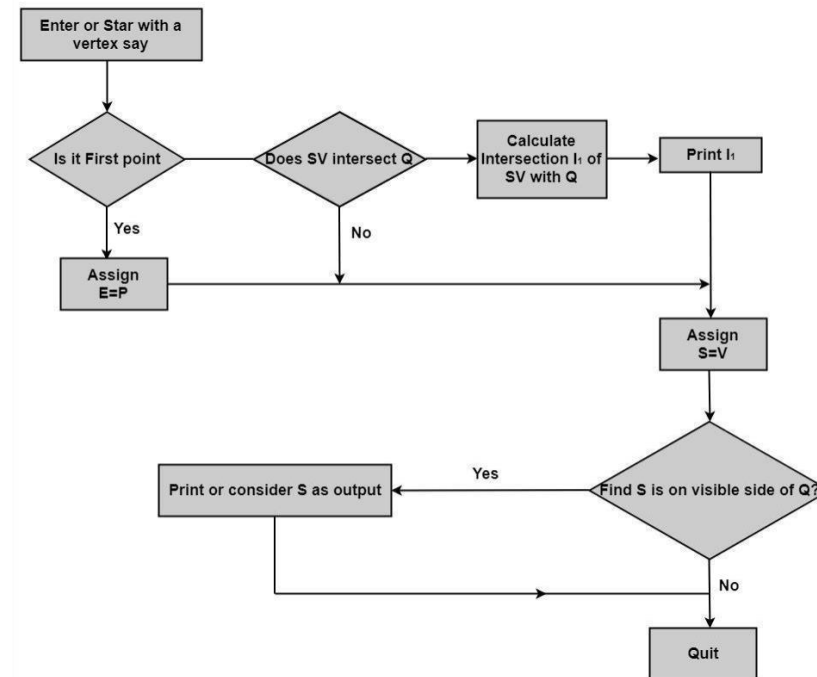 Enter or Star with a
vertex say
Is it First point
Does SV intersect Q
Calculate
Intersection I₁ of
SV with Q
Print I₁
Yes
No
Assign
E=P
Assign
S=V
Yes
Print or consider S as output
Find S is on visible side of Q?
No
Quit